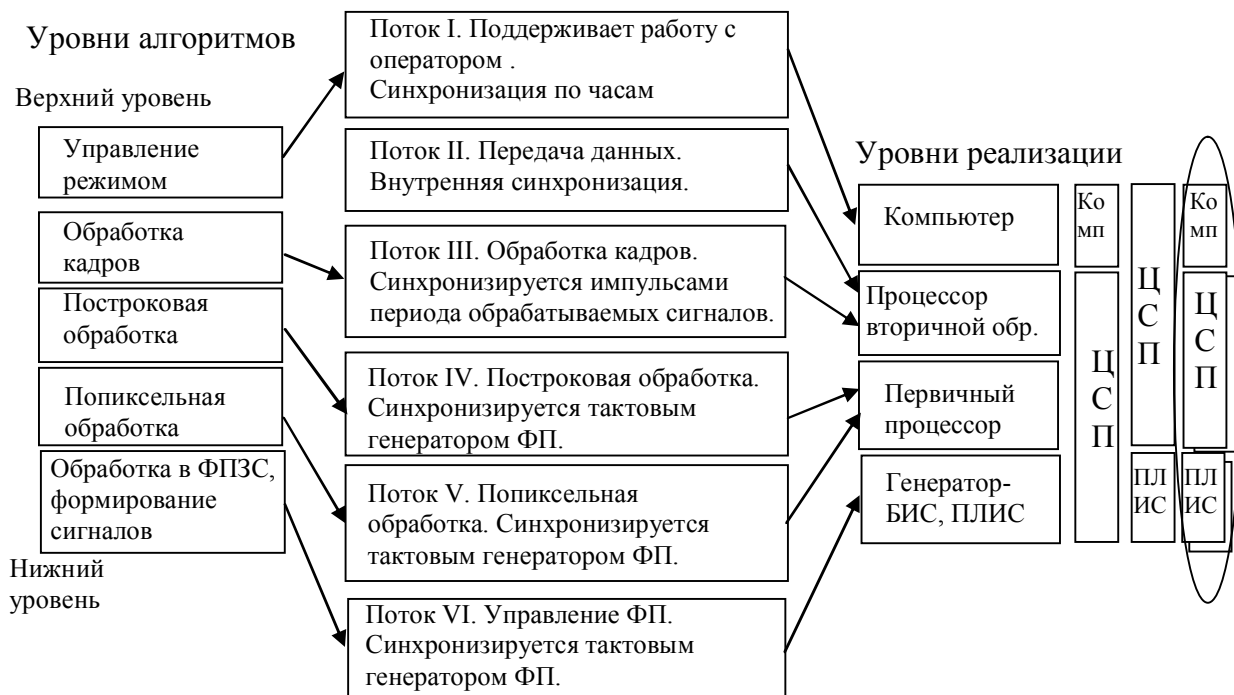 Уровни алгоритмов
Верхний уровень
Управление
режимом
Обработка
кадров
Построковая
обработка
Попиксельная
обработка
Обработка в ФПЗС,
формирование
сигналов
Нижний
уровень
Поток I. Поддерживает работу с
оператором .
Синхронизация по часам
Поток II. Передача данных.
Внутренняя синхронизация.
Поток III. Обработка кадров.
Синхронизируется импульсами
периода обрабатываемых сигналов.
Поток IV. Построковая обработка.
Синхронизируется тактовым
генератором ФП.
Поток V. Попиксельная
обработка. Синхронизируется
тактовым генератором ФП.
Поток VI. Управление ФП.
Синхронизируется тактовым
генератором ФП.
Уровни реализации
Компьютер
Процессор
вторичной обр.
Первичный
процессор
Генератор-
БИС, ПЛИС
Ко
мп
Ц
С
П
Ц
С
П
ПЛ
ИС
Ко
мп
Ц
С
П
ПЛ
ИС